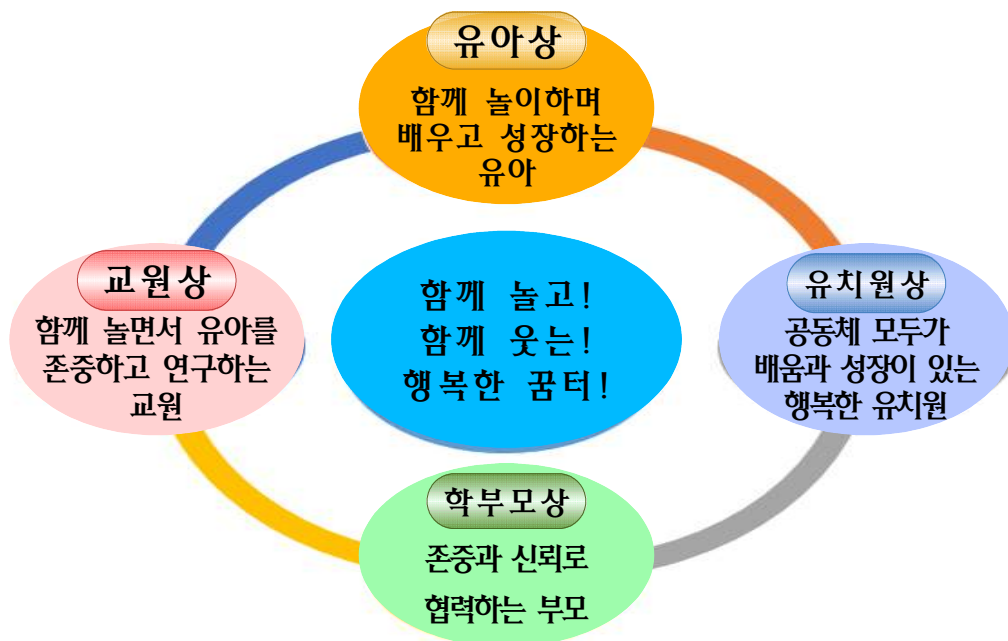 유아상
함께 놀이하며
배우고 성장하는
유아
교원상
함께 놀면서 유아를
존중하고 연구하는
교원
함께 놀고!
함께 웃는!
행복한 꿈터!
유치원상
공동체 모두가
배움과 성장이 있는
행복한 유치원
학부모상
존중과 신뢰로
협력하는 부모